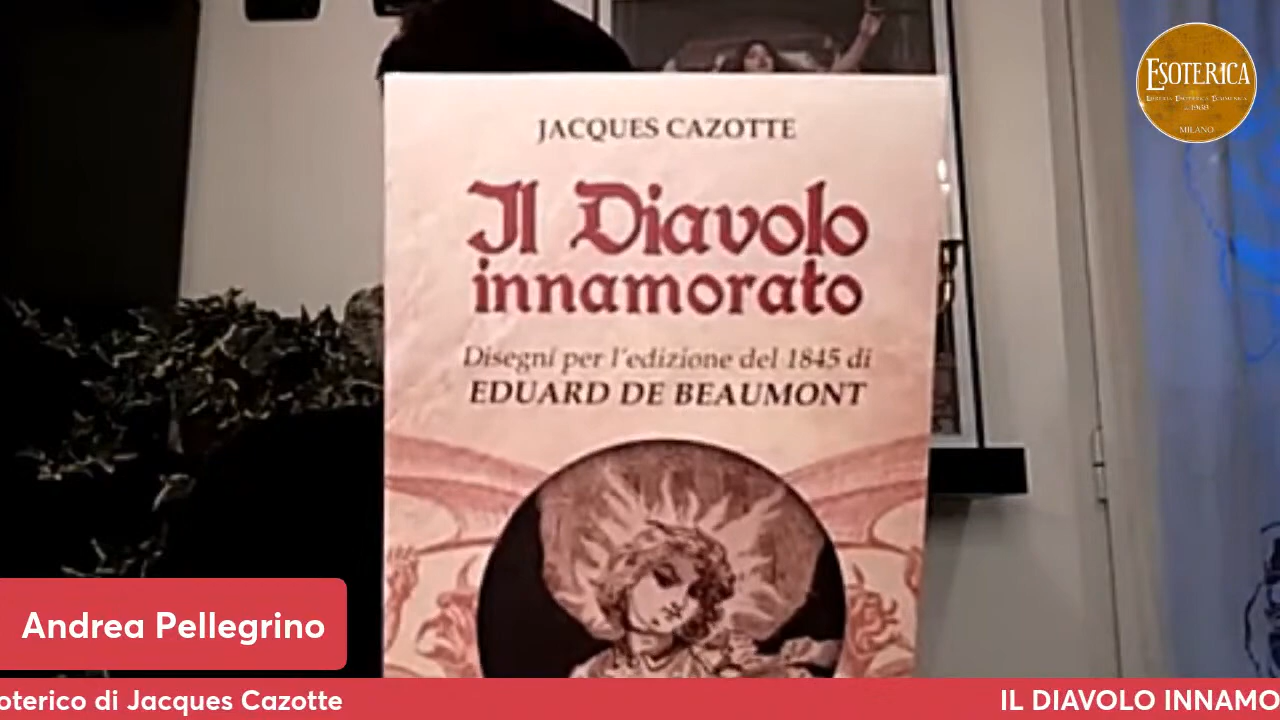 JACQUES CAZOTTE
Il Diavolo
innamorato
Disegni per l'edizione del 1845 di
EDUARD DE BEAUMONT
ESOTERICA
MILANO
Andrea Pellegrino
oterico di Jacques Cazotte
IL DIAVOLO INNAMO